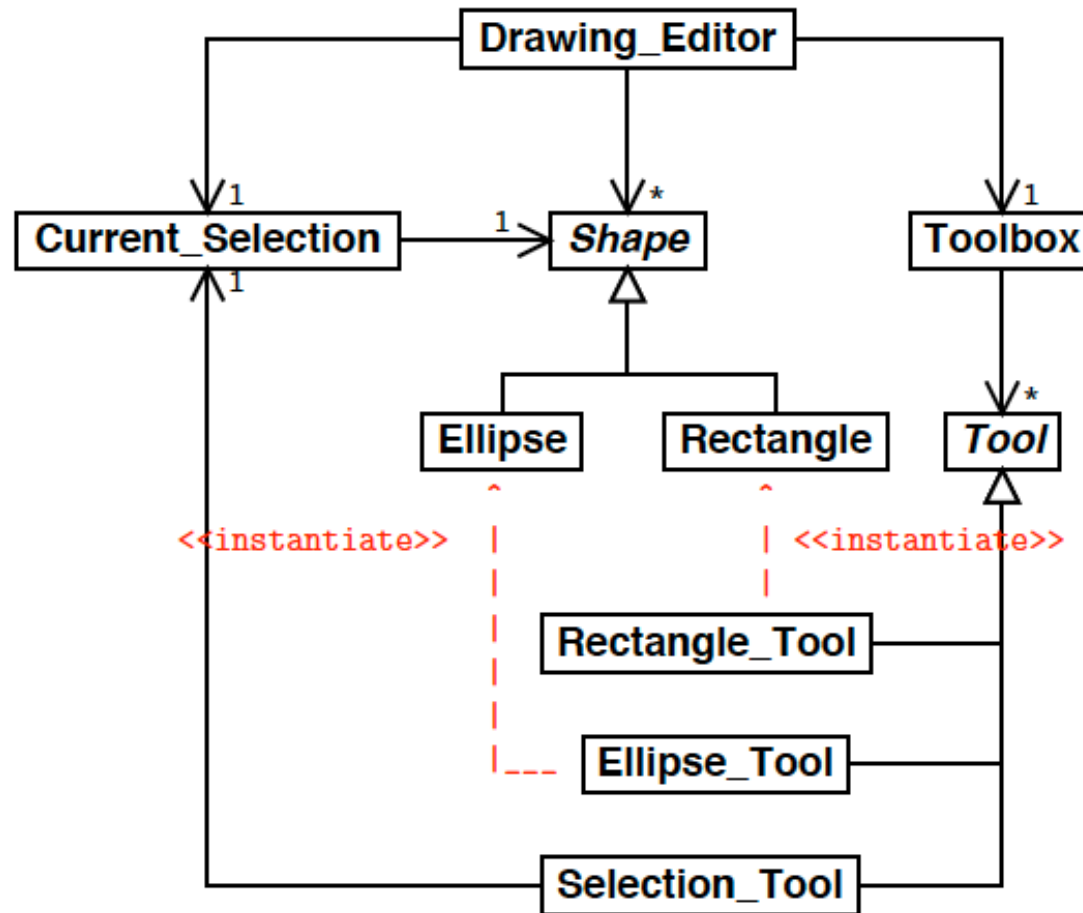 Drawing_Editor
1 * 1
Current_Selection 1 Shape Toolbox
1
*
Ellipse Rectangle Tool
<<instantiate>> <<instantiate>>
Rectangle_Tool
Ellipse_Tool
Selection_Tool